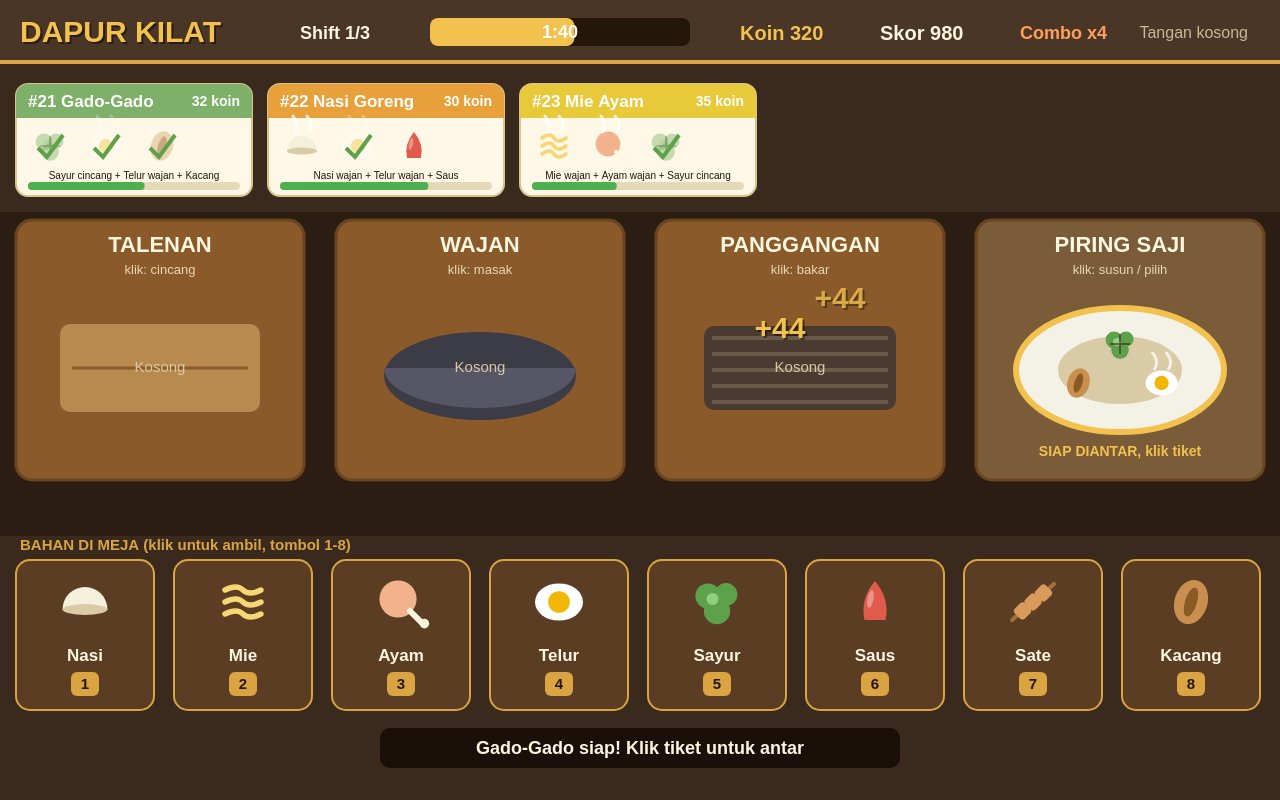 DAPUR KILAT
Shift 1/3
1:40
Koin 320
Skor 980
Combo x4
Tangan kosong
#21 Gado-Gado 32 koin
Sayur cincang + Telur wajan + Kacang
#22 Nasi Goreng 30 koin
Nasi wajan + Telur wajan + Saus
#23 Mie Ayam 35 koin
Mie wajan + Ayam wajan + Sayur cincang
TALENAN
klik: cincang
Kosong
WAJAN
klik: masak
Kosong
PANGGANGAN
klik: bakar
+44
+44
Kosong
PIRING SAJI
klik: susun / pilih
SIAP DIANTAR, klik tiket
BAHAN DI MEJA (klik untuk ambil, tombol 1-8)
Nasi
1
Mie
2
Ayam
3
Telur
4
Sayur
5
Saus
6
Sate
7
Kacang
8
Gado-Gado siap! Klik tiket untuk antar